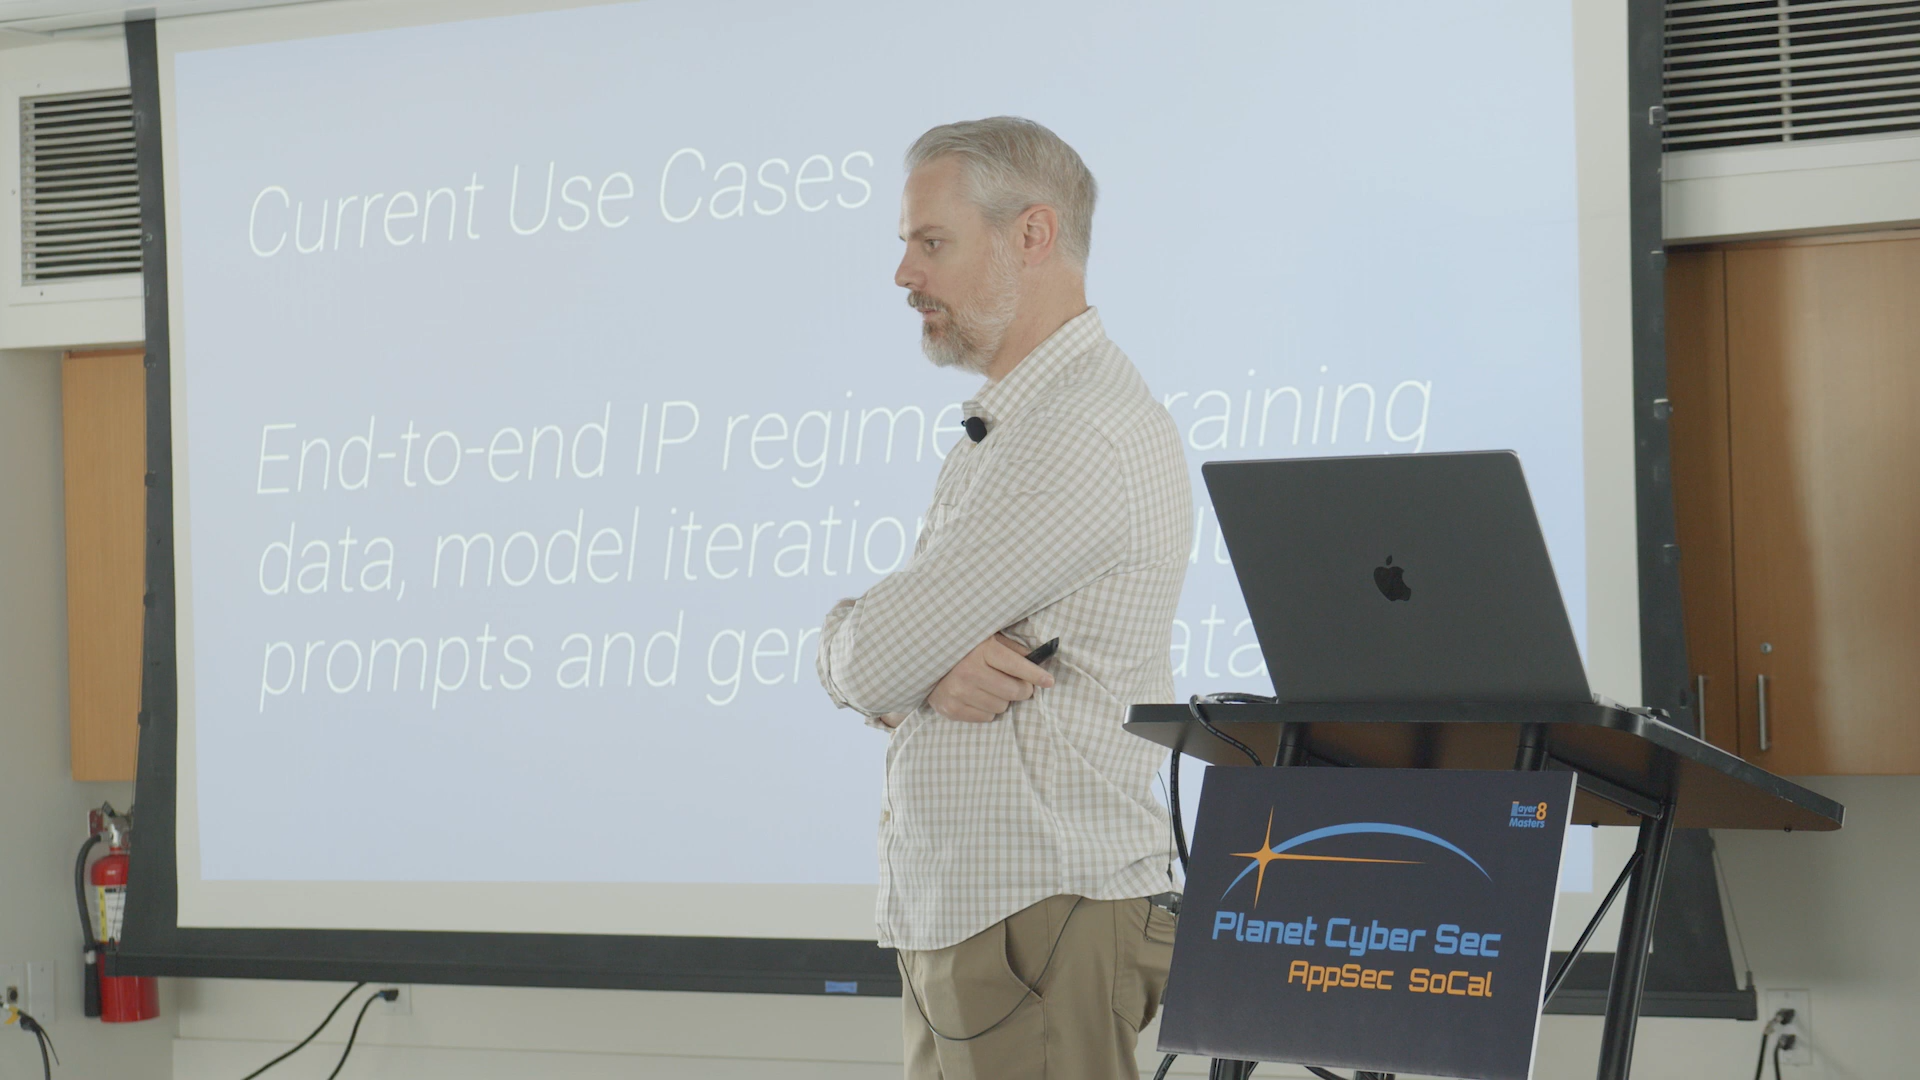 Current Use Cases
End-to-end IP regime raining
data, model iteratio
prompts and gen ata
Layer 8
Masters
Planet Cyber Sec
AppSec SoCal